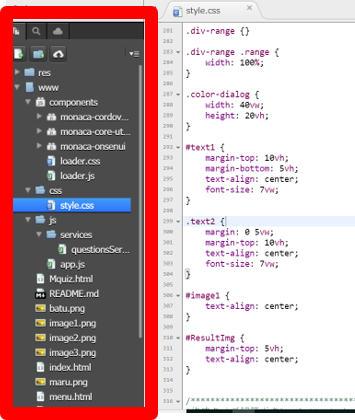 style.css
res
www
components
monaca-cordov...
monaca-core-ut...
monaca-onsenui
loader.css
loader.js
css
style.css
js
services
questionsSer...
app.js
Mquiz.html
README.md
batu.png
image1.png
image2.png
image3.png
index.html
maru.png
menu.html
281 .div-range {}
282
283 .div-range .range {
284 width: 100%;
285 }
286
287 .color-dialog {
288 width: 40vw;
289 height: 20vh;
290 }
291
292 #text1 {
293 margin-top: 10vh;
294 margin-bottom: 5vh;
295 text-align: center;
296 font-size: 7vw;
297 }
298
299 .text2 {
300 margin: 0 5vw;
301 margin-top: 10vh;
302 text-align: center;
303 font-size: 7vw;
304 }
305
306 #image1 {
307 text-align: center;
308 }
309
310 #ResultImg {
311 margin-top: 5vh;
312 text-align: center;
313 }
314
315
316 /***********************************